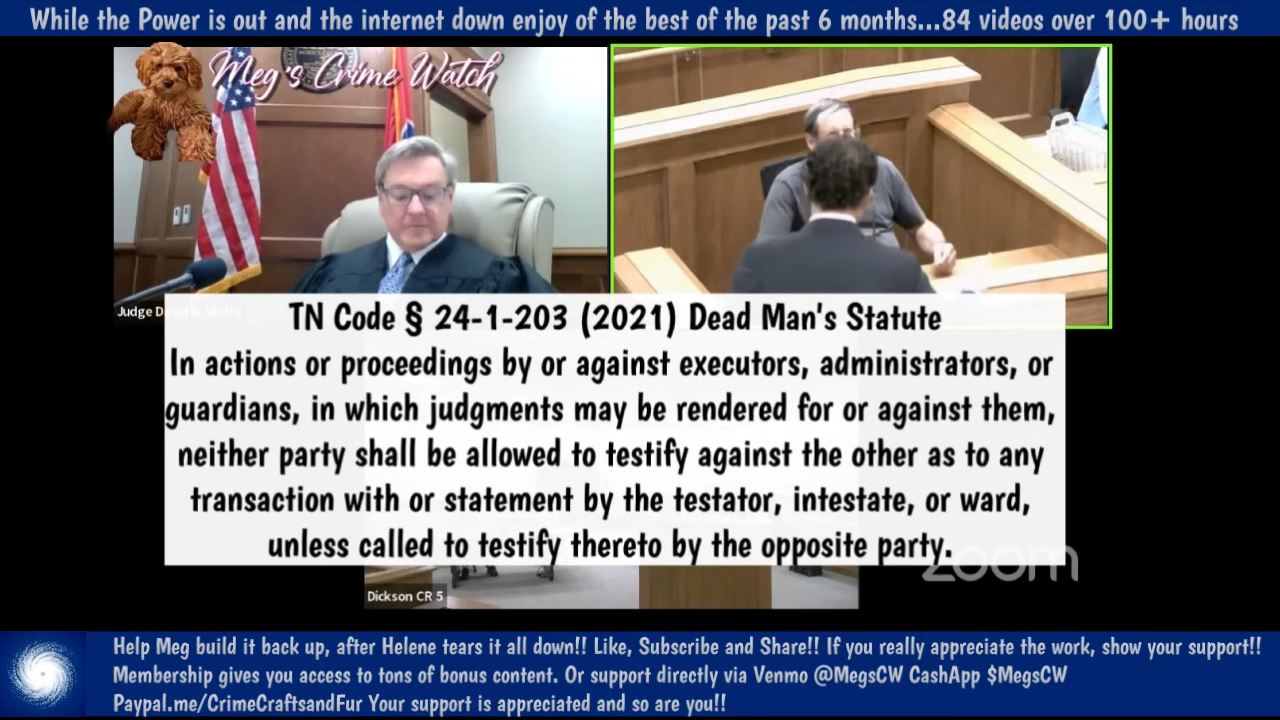 While the Power is out and the internet down enjoy of the best of the past 6 months...84 videos over 100+ hours
Meg's Crime Watch
Judge David D. Wolfe
TN Code § 24-1-203 (2021) Dead Man's Statute
In actions or proceedings by or against executors, administrators, or
guardians, in which judgments may be rendered for or against them,
neither party shall be allowed to testify against the other as to any
transaction with or statement by the testator, intestate, or ward,
unless called to testify thereto by the opposite party.
zoom
Dickson CR 5
Help Meg build it back up, after Helene tears it all down!! Like, Subscribe and Share!! If you really appreciate the work, show your support!!
Membership gives you access to tons of bonus content. Or support directly via Venmo @MegsCW CashApp $MegsCW
Paypal.me/CrimeCraftsandFur Your support is appreciated and so are you!!